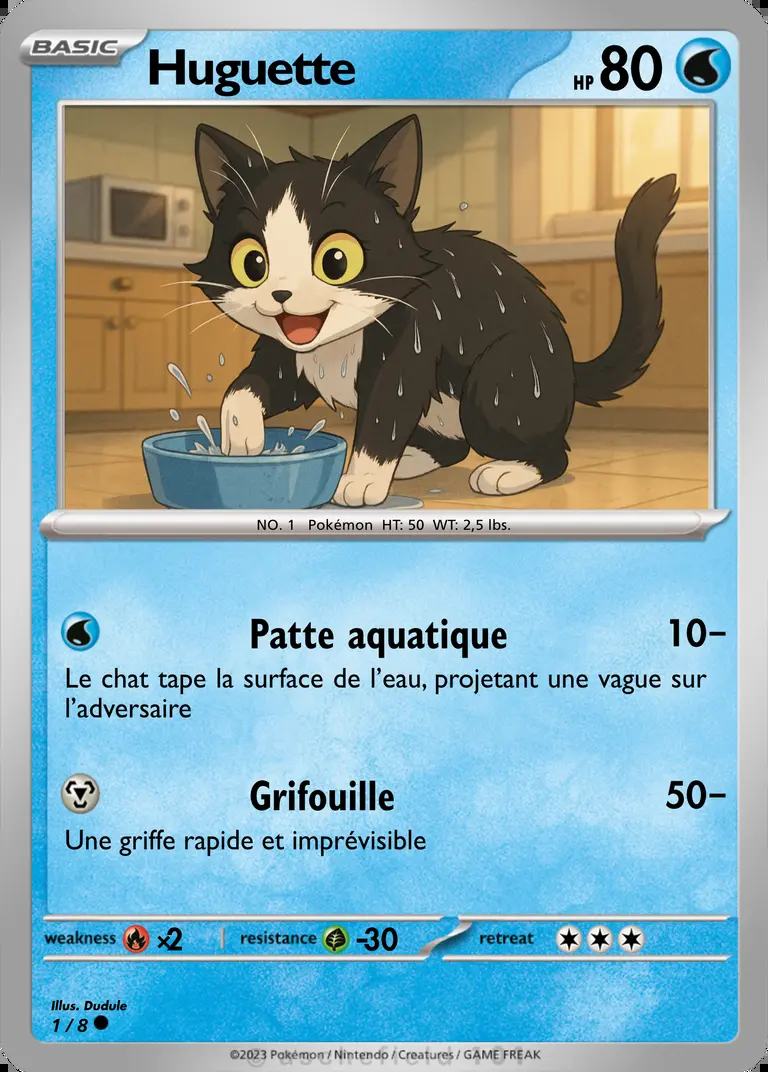 BASIC
Huguette
HP 80
NO. 1 Pokémon HT: 50 WT: 2,5 lbs.
Patte aquatique 10–
Le chat tape la surface de l'eau, projetant une vague sur
l'adversaire
Grifouille 50–
Une griffe rapide et imprévisible
weakness x2 resistance -30 retreat
Illus. Dudule
1 / 8
©2023 Pokémon / Nintendo / Creatures / GAME FREAK